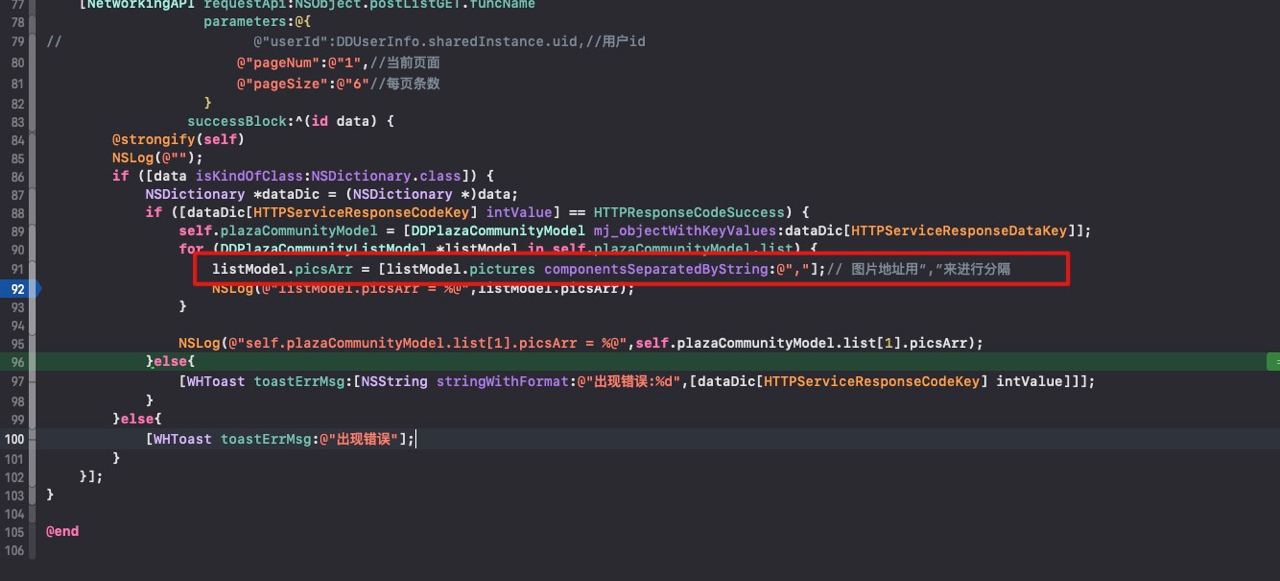 77 [NetworkingAPI requestApi:NSObject.postListGET.funcName
78 parameters:@{
79 // @"userId":DDUserInfo.sharedInstance.uid,//用户id
80 @"pageNum":@"1",//当前页面
81 @"pageSize":@"6"//每页条数
82 }
83 successBlock:^(id data) {
84 @strongify(self)
85 NSLog(@"");
86 if ([data isKindOfClass:NSDictionary.class]) {
87 NSDictionary *dataDic = (NSDictionary *)data;
88 if ([dataDic[HTTPServiceResponseCodeKey] intValue] == HTTPResponseCodeSuccess) {
89 self.plazaCommunityModel = [DDPlazaCommunityModel mj_objectWithKeyValues:dataDic[HTTPServiceResponseDataKey]];
90 for (DDPlazaCommunityListModel *listModel in self.plazaCommunityModel.list) {
91 listModel.picsArr = [listModel.pictures componentsSeparatedByString:@","];// 图片地址用”,”来进行分隔
92 NSLog(@"listModel.picsArr = %@",listModel.picsArr);
93 }
94
95 NSLog(@"self.plazaCommunityModel.list[1].picsArr = %@",self.plazaCommunityModel.list[1].picsArr);
96 }else{
97 [WHToast toastErrMsg:[NSString stringWithFormat:@"出现错误:%d",[dataDic[HTTPServiceResponseCodeKey] intValue]]];
98 }
99 }else{
100 [WHToast toastErrMsg:@"出现错误"];
101 }
102 }];
103 }
104
105 @end
106